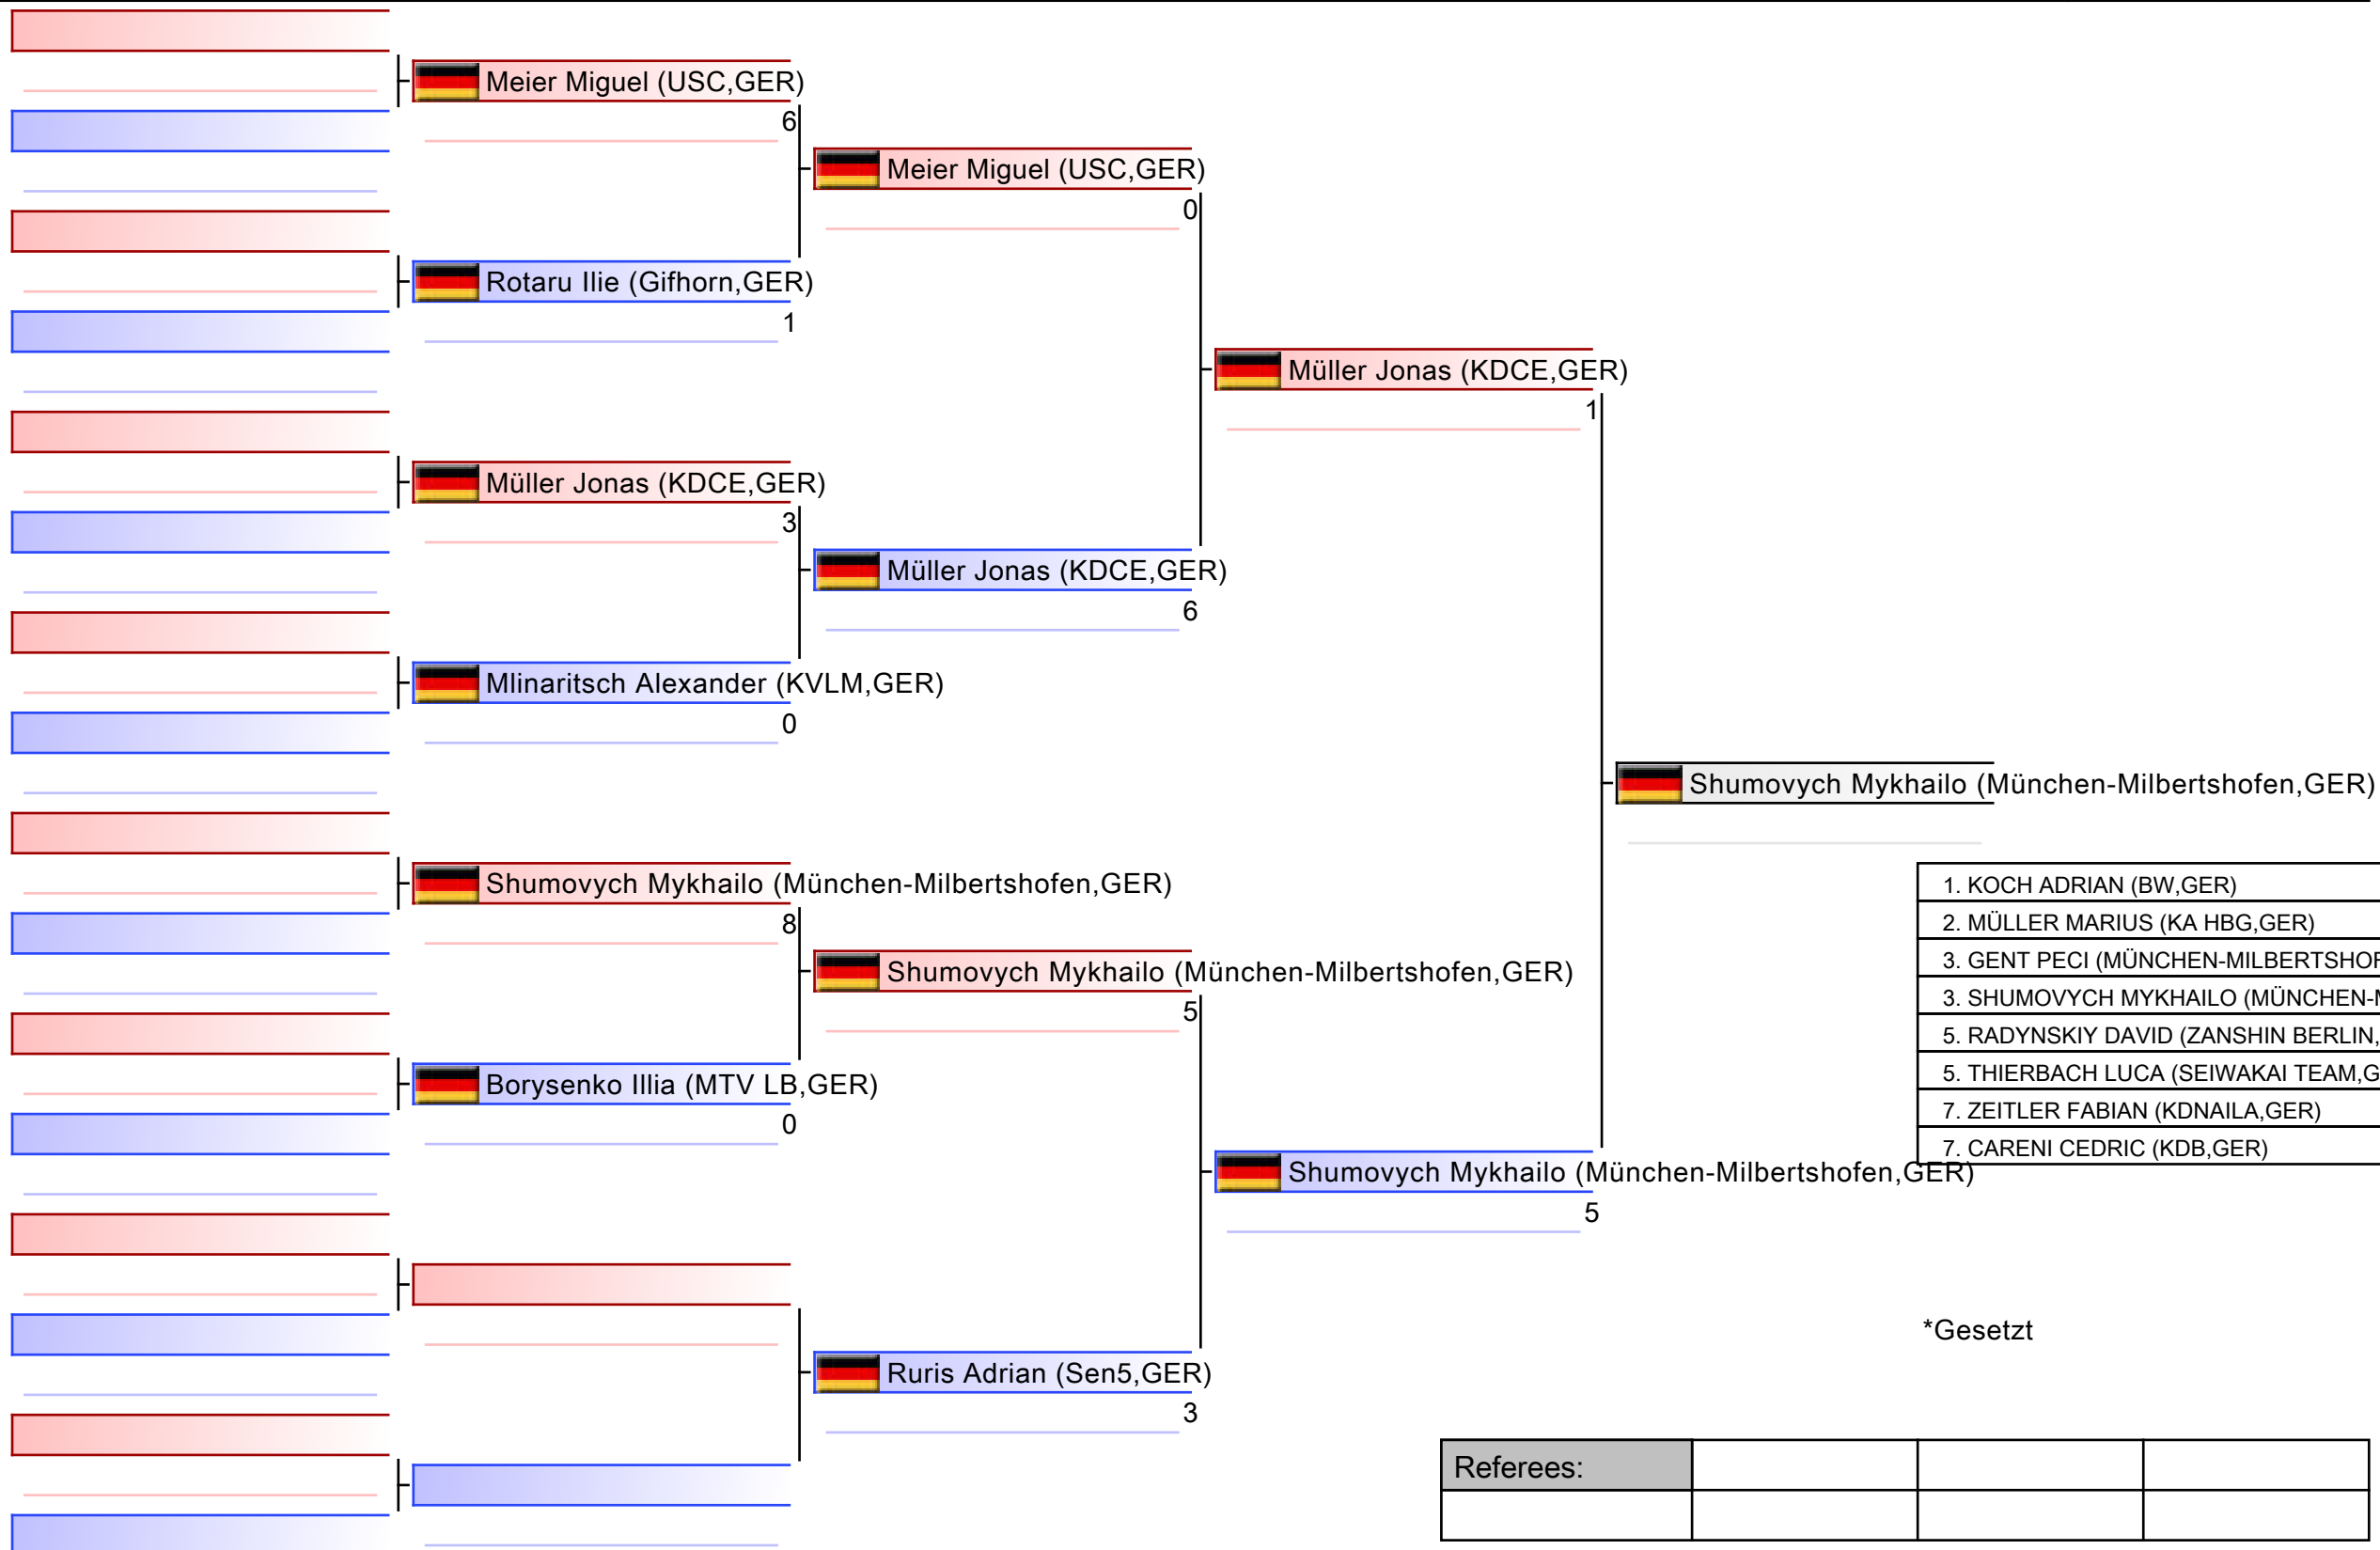 Meier Miguel (USC,GER)
6
Meier Miguel (USC,GER)
0
Rotaru Ilie (Gifhorn,GER)
1
Müller Jonas (KDCE,GER)
1
Müller Jonas (KDCE,GER)
3
Müller Jonas (KDCE,GER)
6
Mlinaritsch Alexander (KVLM,GER)
0
Shumovych Mykhailo (München-Milbertshofen,GER)
Shumovych Mykhailo (München-Milbertshofen,GER)
8
Shumovych Mykhailo (München-Milbertshofen,GER)
5
Borysenko Illia (MTV LB,GER)
0
Shumovych Mykhailo (München-Milbertshofen,GER)
5
Ruris Adrian (Sen5,GER)
3
1. KOCH ADRIAN (BW,GER)
2. MÜLLER MARIUS (KA HBG,GER)
3. GENT PECI (MÜNCHEN-MILBERTSHOF
3. SHUMOVYCH MYKHAILO (MÜNCHEN-M
5. RADYNSKIY DAVID (ZANSHIN BERLIN,
5. THIERBACH LUCA (SEIWAKAI TEAM,G
7. ZEITLER FABIAN (KDNAILA,GER)
7. CARENI CEDRIC (KDB,GER)
*Gesetzt
Referees: